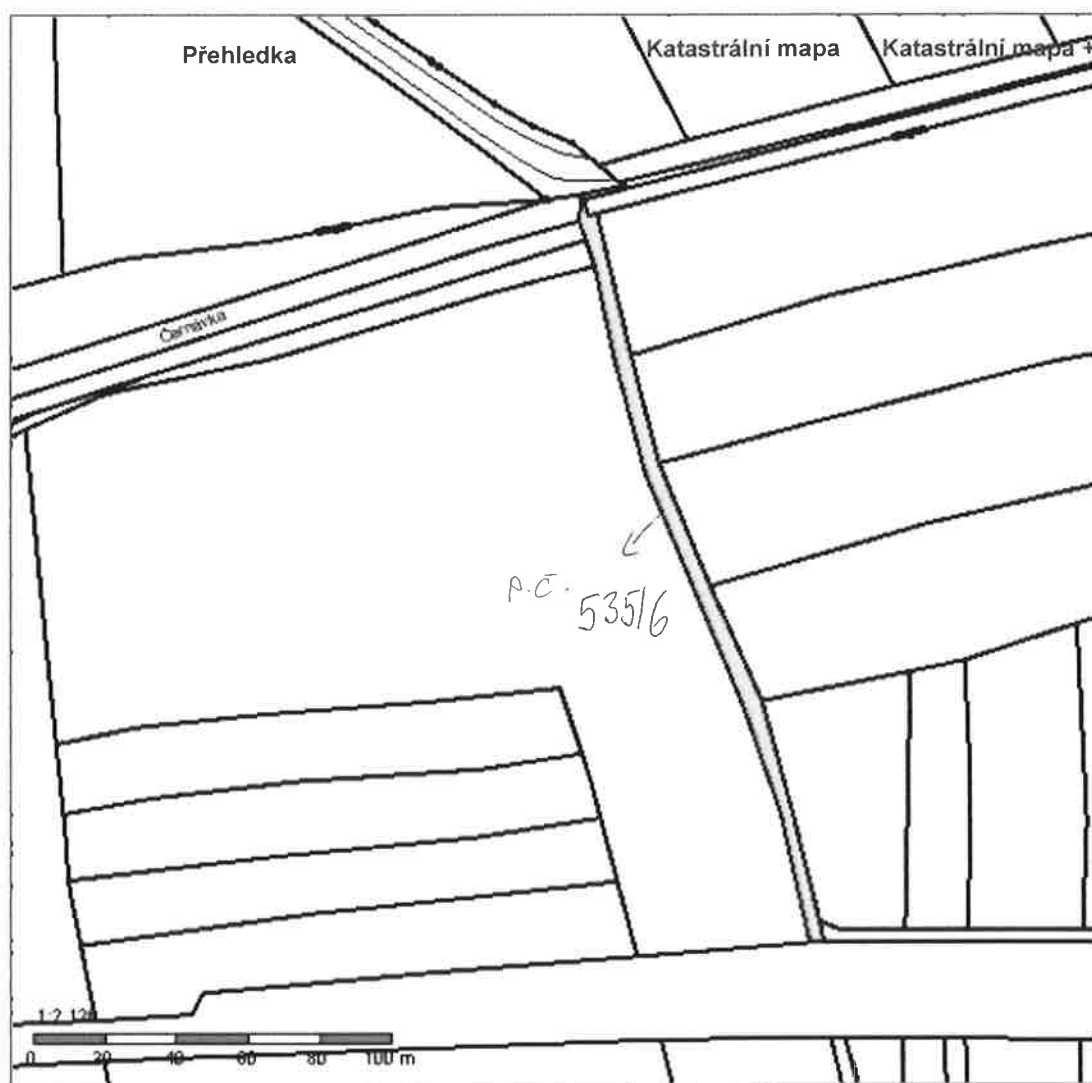 Přehledka
Katastrální mapa
Katastrální mapa +
Černávka
p.č.
535/6
0 20 40 60 80 100 m